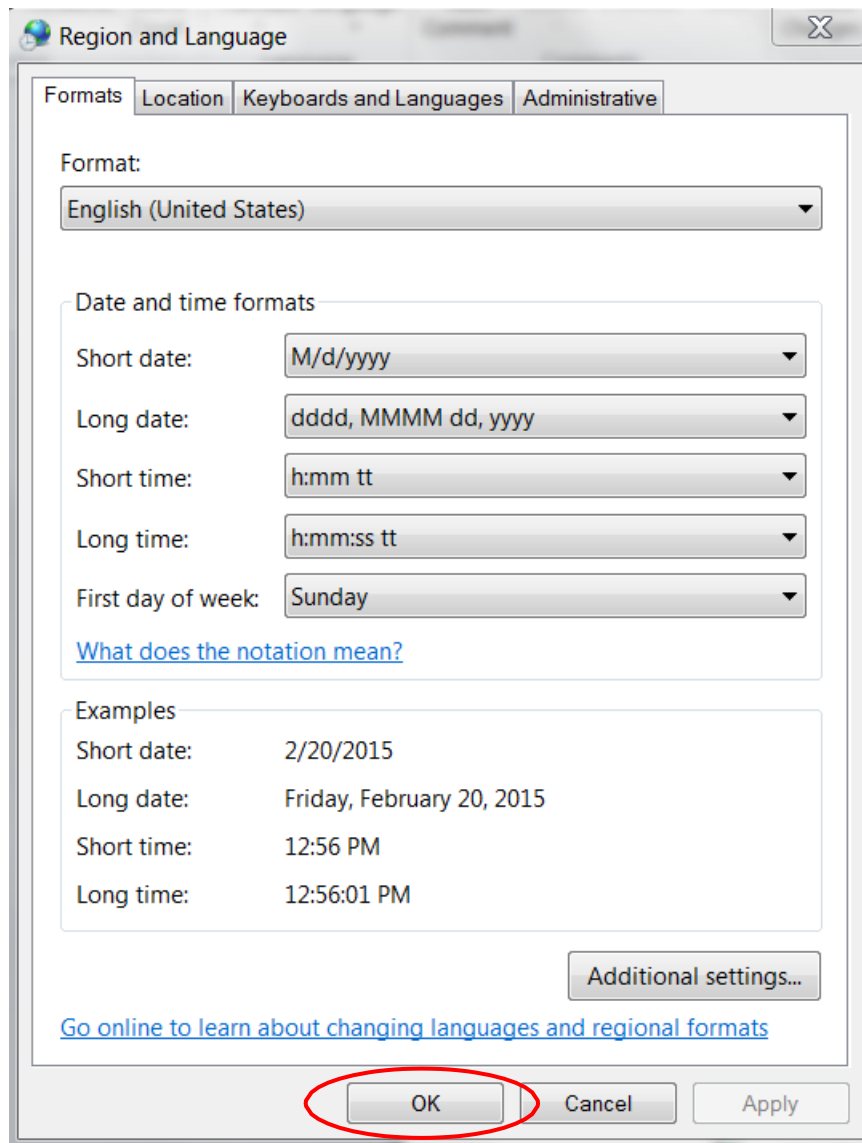 Region and Language
Formats Location Keyboards and Languages Administrative
Format:
English (United States)
Date and time formats
Short date: M/d/yyyy
Long date: dddd, MMMM dd, yyyy
Short time: h:mm tt
Long time: h:mm:ss tt
First day of week: Sunday
What does the notation mean?
Examples
Short date: 2/20/2015
Long date: Friday, February 20, 2015
Short time: 12:56 PM
Long time: 12:56:01 PM
Additional settings...
Go online to learn about changing languages and regional formats
OK Cancel Apply